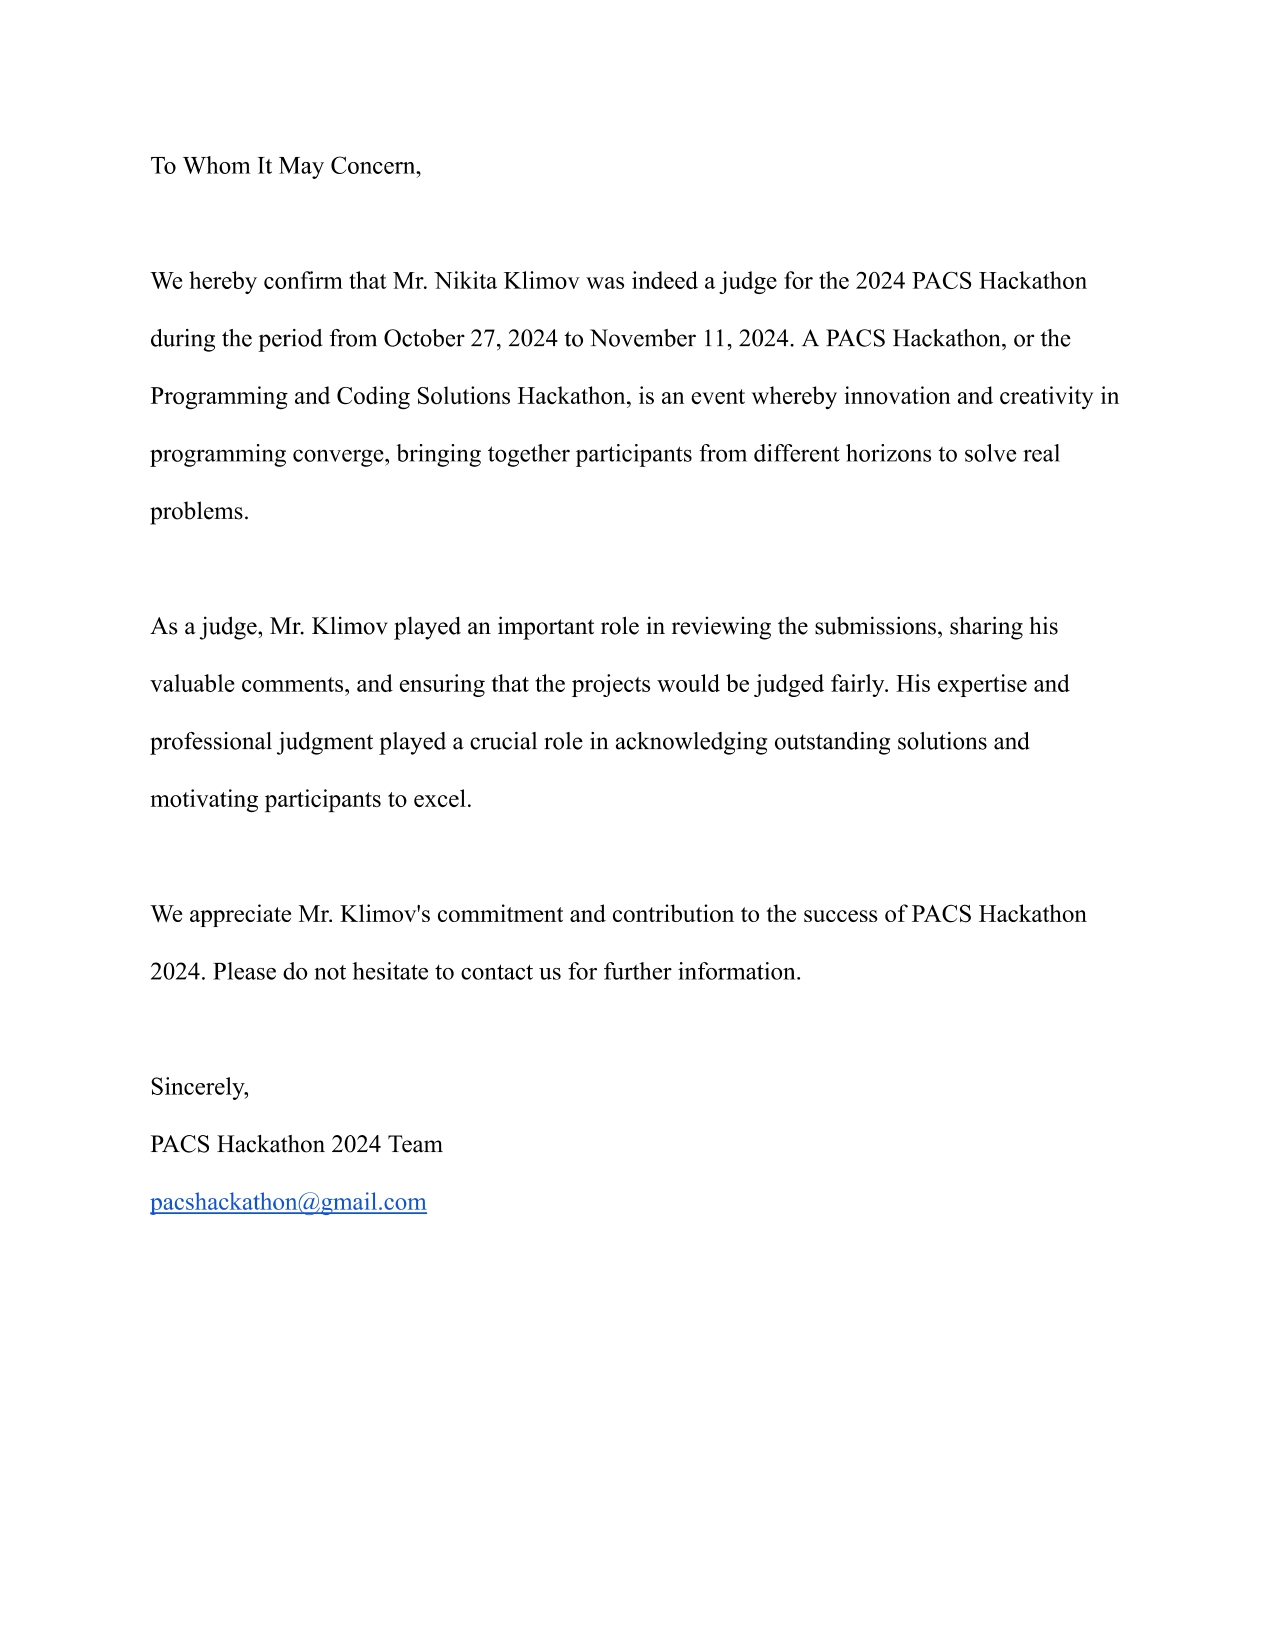 To Whom It May Concern,
We hereby confirm that Mr. Nikita Klimov was indeed a judge for the 2024 PACS Hackathon
during the period from October 27, 2024 to November 11, 2024. A PACS Hackathon, or the
Programming and Coding Solutions Hackathon, is an event whereby innovation and creativity in
programming converge, bringing together participants from different horizons to solve real
problems.
As a judge, Mr. Klimov played an important role in reviewing the submissions, sharing his
valuable comments, and ensuring that the projects would be judged fairly. His expertise and
professional judgment played a crucial role in acknowledging outstanding solutions and
motivating participants to excel.
We appreciate Mr. Klimov's commitment and contribution to the success of PACS Hackathon
2024. Please do not hesitate to contact us for further information.
Sincerely,
PACS Hackathon 2024 Team
pacshackathon@gmail.com